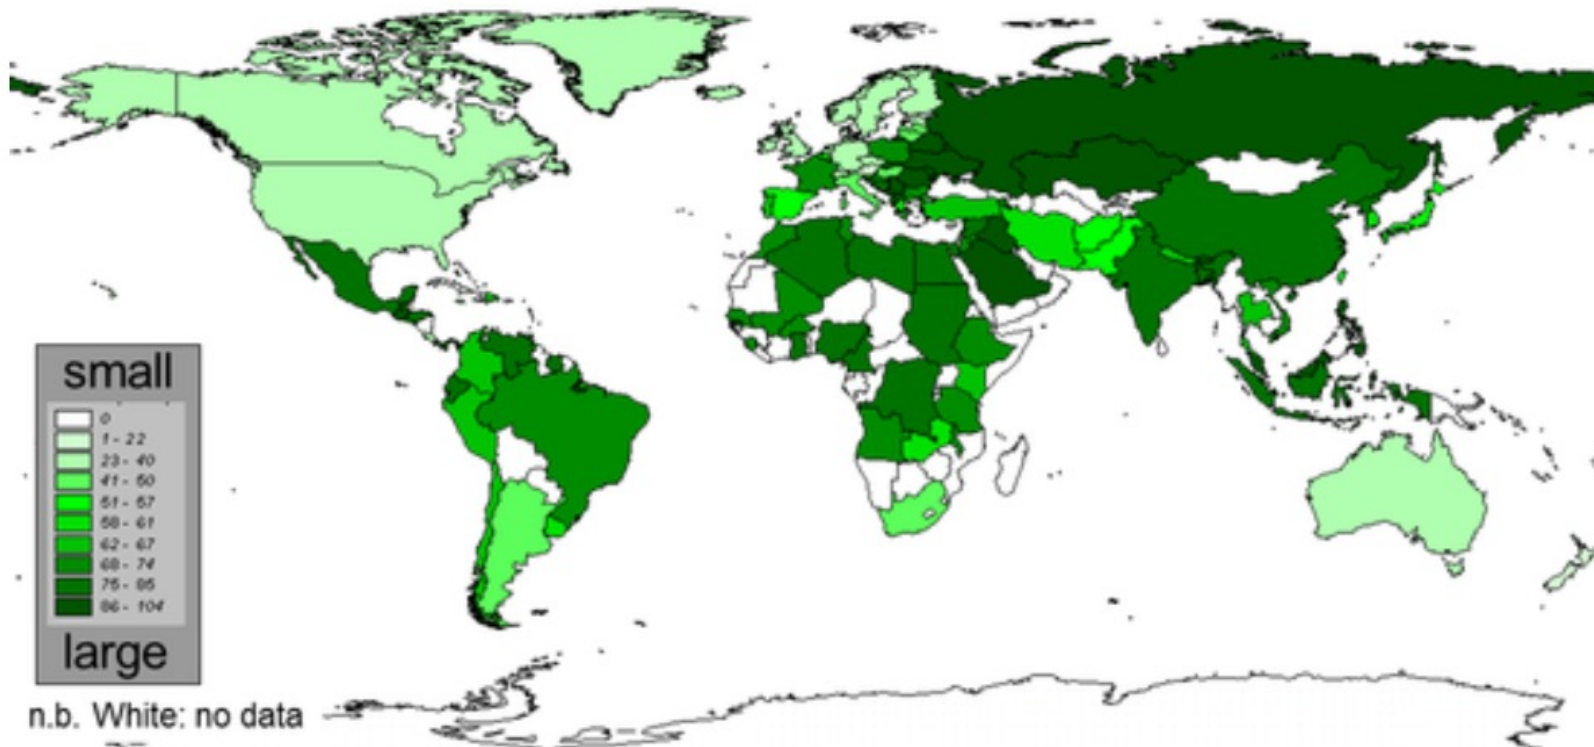 small
0
1 - 22
23 - 40
41 - 50
51 - 57
58 - 61
62 - 67
68 - 74
75 - 85
86 - 104
large
n.b. White: no data